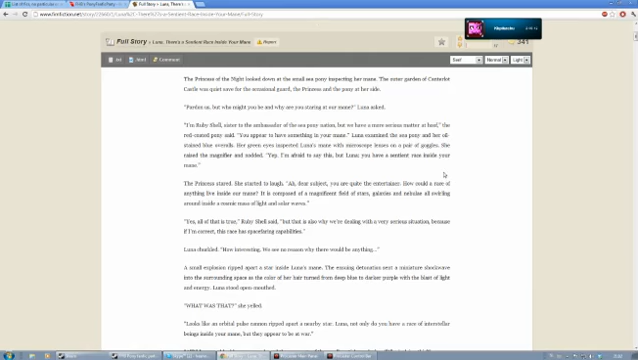 Full Story » Luna, There's a Sentient Race Inside Your Mane
Report
341
.txt .html Comment
Serif Normal Light
The Princess of the Night looked down at the small sea pony inspecting her mane. The outer garden of Canterlot
Castle was quiet save for the occasional guard, the Princess and the pony at her side.
"Pardon us, but who might you be and why are you staring at our mane?" Luna asked.
"I'm Ruby Shell, sister to the ambassador of the sea pony nation, but we have a more serious matter at hoof," the
red-coated pony said. "You appear to have something in your mane." Luna examined the sea pony and her oil-
stained blue overalls. Her green eyes inspected Luna's mane with microscope lenses on a pair of goggles. She
raised the magnifier and nodded. "Yep. I'm afraid to say this, but Luna: you have a sentient race inside your
mane."
The Princess stared. She started to laugh. "Ah, dear subject, you are quite the entertainer. How could a race of
anything live inside our mane? It is composed of a magnificent field of stars, galaxies and nebulae all swirling
around inside a cosmic mass of light and color waves."
"Yes, all of that is true," Ruby Shell said, "but that is also why we're dealing with a very serious situation, because
if I'm correct, this race has spacefaring capabilities."
Luna chuckled. "How interesting. We see no reason why there would be anything..."
A small explosion ripped apart a star inside Luna's mane. The ensuing detonation sent a miniature shockwave
into the surrounding space as the color of her hair turned from deep blue to darker purple with the blast of light
and energy. Luna stood open mouthed.
"WHAT WAS THAT?" she yelled.
"Looks like an orbital pulse cannon ripped apart a nearby star. Luna, not only do you have a race of interstellar
beings inside your mane, but they appear to be at war."